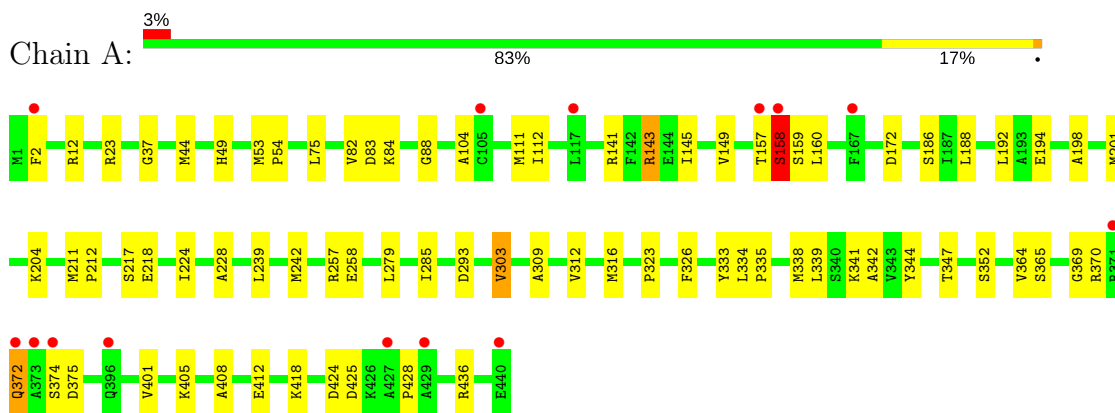 3%
Chain A:
83% 17% •
M1 F2 R12 R23 G37 M44 H49 M53 P54 L75 V82 D83 K84 G88 A104 C105 M111 I112 L117 R141 F142 R143 E144 I145 V149 T157 S158 S159 L160 F167 D172 S186 I187 L188 L192 A193 E194 A198 M201
K204 M211 P212 S217 E218 I224 A228 L239 M242 R257 E258 L279 I285 D293 V303 A309 V312 M316 P323 F326 Y333 L334 P335 M338 L339 S340 K341 A342 V343 Y344 T347 S352 V364 S365 G369 R370 R371
Q372 A373 S374 D375 Q396 V401 K405 A408 E412 K418 D424 D425 K426 A427 P428 A429 R436 E440